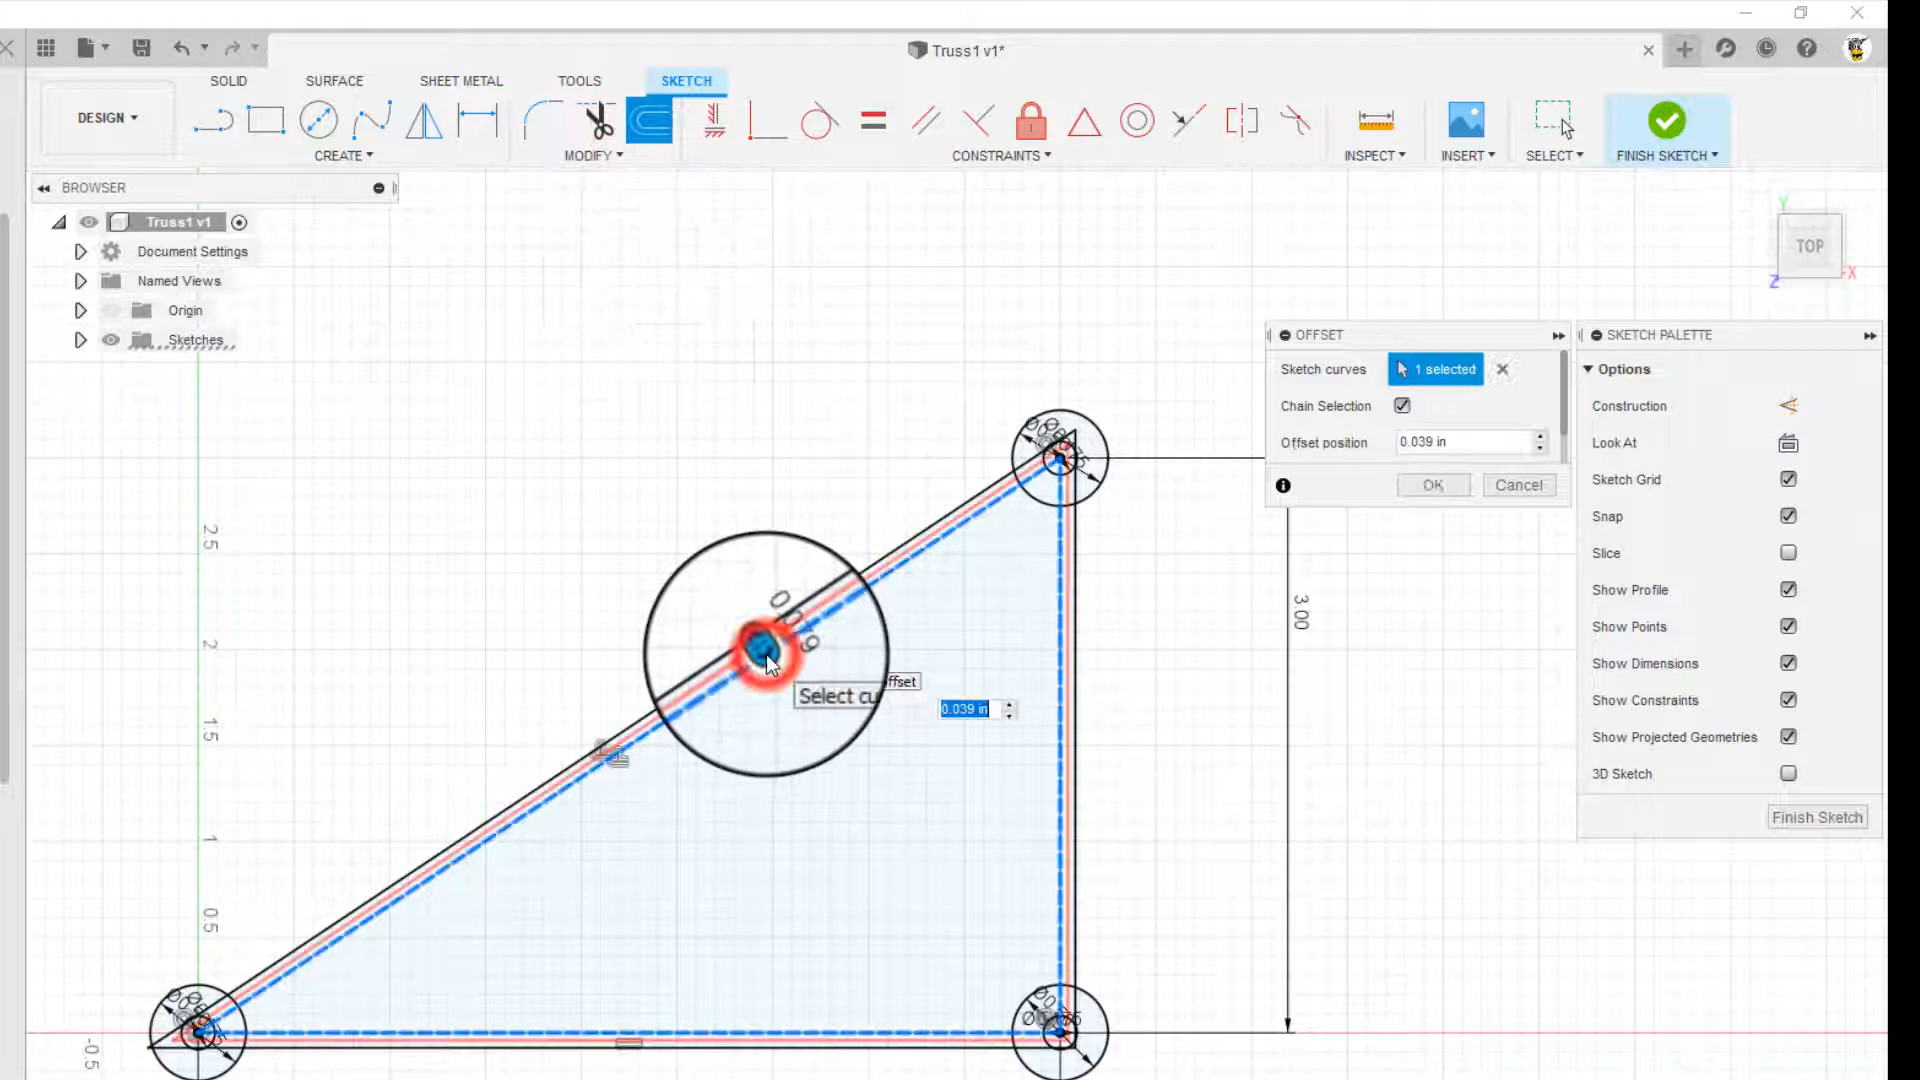 Truss1 v1*
SOLID SURFACE SHEET METAL TOOLS SKETCH
DESIGN
CREATE MODIFY CONSTRAINTS INSPECT INSERT SELECT FINISH SKETCH
BROWSER
Truss1 v1
Document Settings
Named Views
Origin
Sketches
Y
TOP
X
Z
OFFSET
Sketch curves 1 selected
Chain Selection
Offset position 0.039 in
OK Cancel
SKETCH PALETTE
Options
Construction
Look At
Sketch Grid
Snap
Slice
Show Profile
Show Points
Show Dimensions
Show Constraints
Show Projected Geometries
3D Sketch
Finish Sketch
2.5
2
1.5
1
0.5
-0.5
3.00
Select cu
ffset
0.039 in